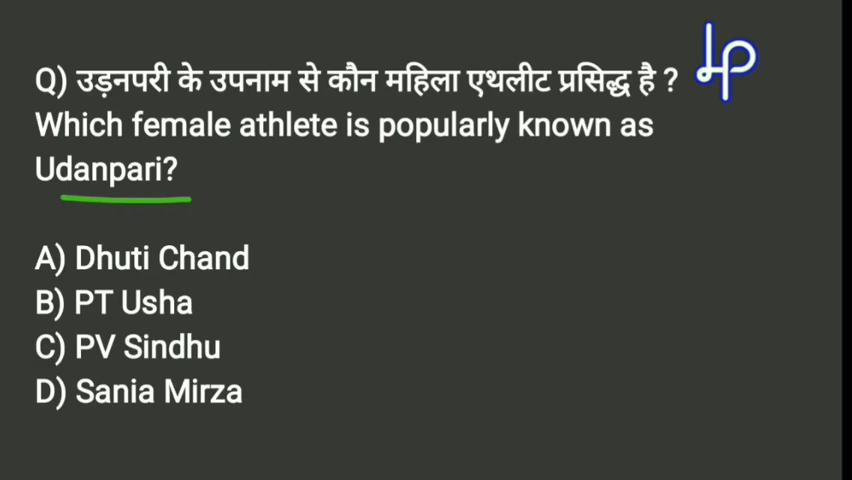 Q) उड़नपरी के उपनाम से कौन महिला एथलीट प्रसिद्ध है ?
Which female athlete is popularly known as
Udanpari?
A) Dhuti Chand
B) PT Usha
C) PV Sindhu
D) Sania Mirza